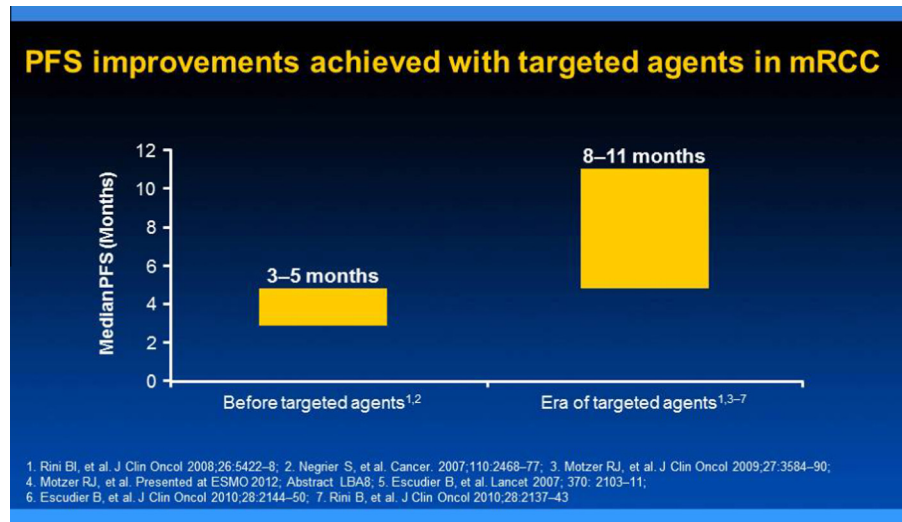 PFS improvements achieved with targeted agents in mRCC
Median PFS (Months)
12
10
8
6
4
2
0
3–5 months
8–11 months
Before targeted agents1,2
Era of targeted agents1,3–7
1. Rini BI, et al. J Clin Oncol 2008;26:5422–8; 2. Negrier S, et al. Cancer. 2007;110:2468–77; 3. Motzer RJ, et al. J Clin Oncol 2009;27:3584–90;
4. Motzer RJ, et al. Presented at ESMO 2012; Abstract LBA8; 5. Escudier B, et al. Lancet 2007; 370: 2103–11;
6. Escudier B, et al. J Clin Oncol 2010;28:2144–50; 7. Rini B, et al. J Clin Oncol 2010;28:2137–43